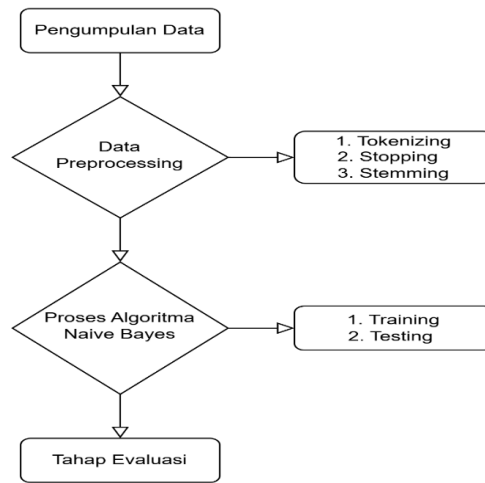 Pengumpulan Data
Data
Preprocessing
1. Tokenizing
2. Stopping
3. Stemming
Proses Algoritma
Naive Bayes
1. Training
2. Testing
Tahap Evaluasi